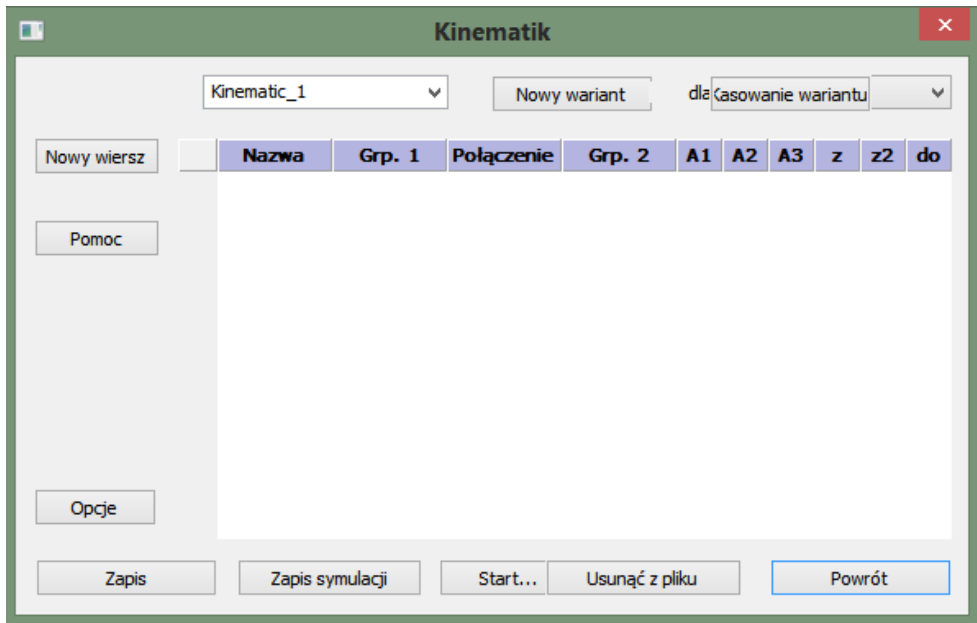 Kinematik
Kinematic_1 Nowy wariant dla Kasowanie wariantu
Nowy wiersz Nazwa Grp. 1 Połączenie Grp. 2 A1 A2 A3 z z2 do
Pomoc
Opcje
Zapis Zapis symulacji Start... Usunąć z pliku Powrót